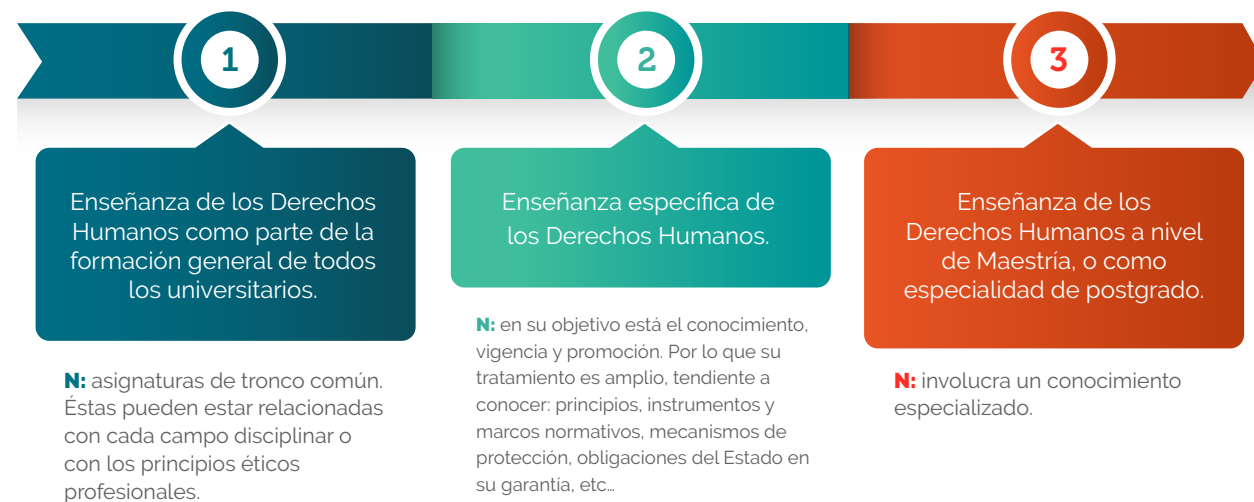 1
Enseñanza de los Derechos
Humanos como parte de la
formación general de todos
los universitarios.
N: asignaturas de tronco común.
Éstas pueden estar relacionadas
con cada campo disciplinar o
con los principios éticos
profesionales.
2
Enseñanza específica de
los Derechos Humanos.
N: en su objetivo está el conocimiento,
vigencia y promoción. Por lo que su
tratamiento es amplio, tendiente a
conocer: principios, instrumentos y
marcos normativos, mecanismos de
protección, obligaciones del Estado en
su garantía, etc…
3
Enseñanza de los
Derechos Humanos a nivel
de Maestría, o como
especialidad de postgrado.
N: involucra un conocimiento
especializado.